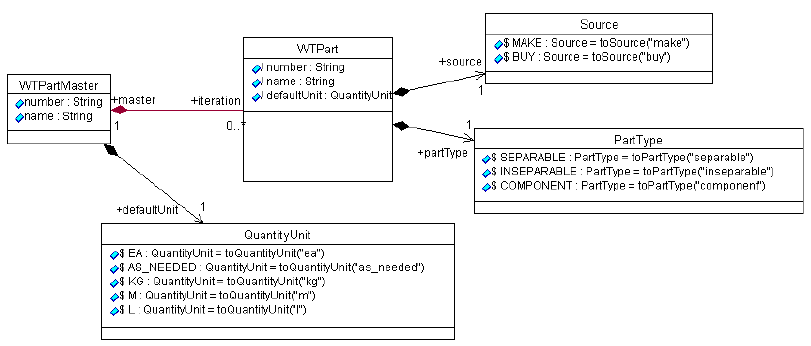 Source
$ MAKE : Source = toSource("make")
$ BUY : Source = toSource("buy")
WTPart
/ number : String
/ name : String
/ defaultUnit : QuantityUnit
+source
1
WTPartMaster
number : String
name : String
+master
1
+iteration
0..*
1
+partType
PartType
$ SEPARABLE : PartType = toPartType("separable")
$ INSEPARABLE : PartType = toPartType("inseparable")
$ COMPONENT : PartType = toPartType("component")
+defaultUnit
1
QuantityUnit
$ EA : QuantityUnit = toQuantityUnit("ea")
$ AS_NEEDED : QuantityUnit = toQuantityUnit("as_needed")
$ KG : QuantityUnit = toQuantityUnit("kg")
$ M : QuantityUnit = toQuantityUnit("m")
$ L : QuantityUnit = toQuantityUnit("l")